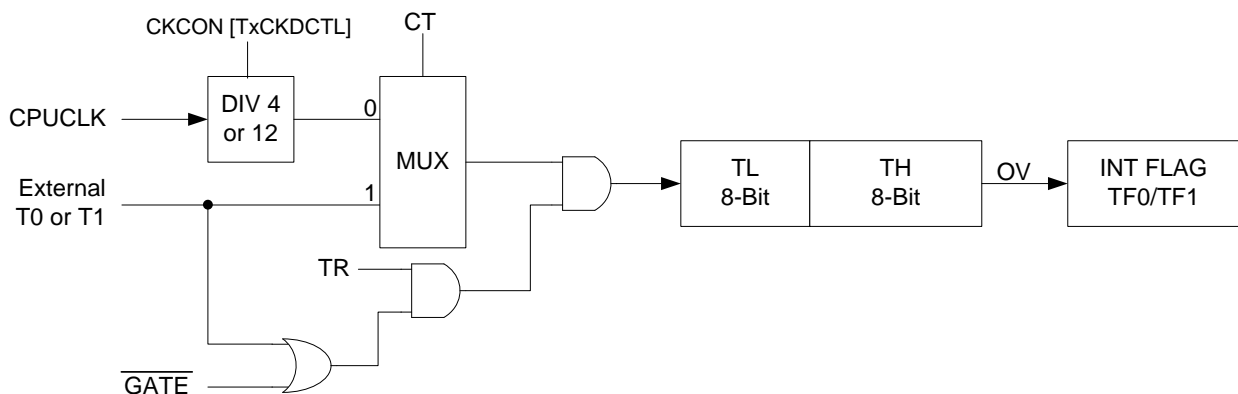 CKCON [TxCKDCTL]
CT
CPUCLK
DIV 4
or 12
0
MUX
External
T0 or T1
1
TL
8-Bit
TH
8-Bit
OV
INT FLAG
TF0/TF1
TR
GATE